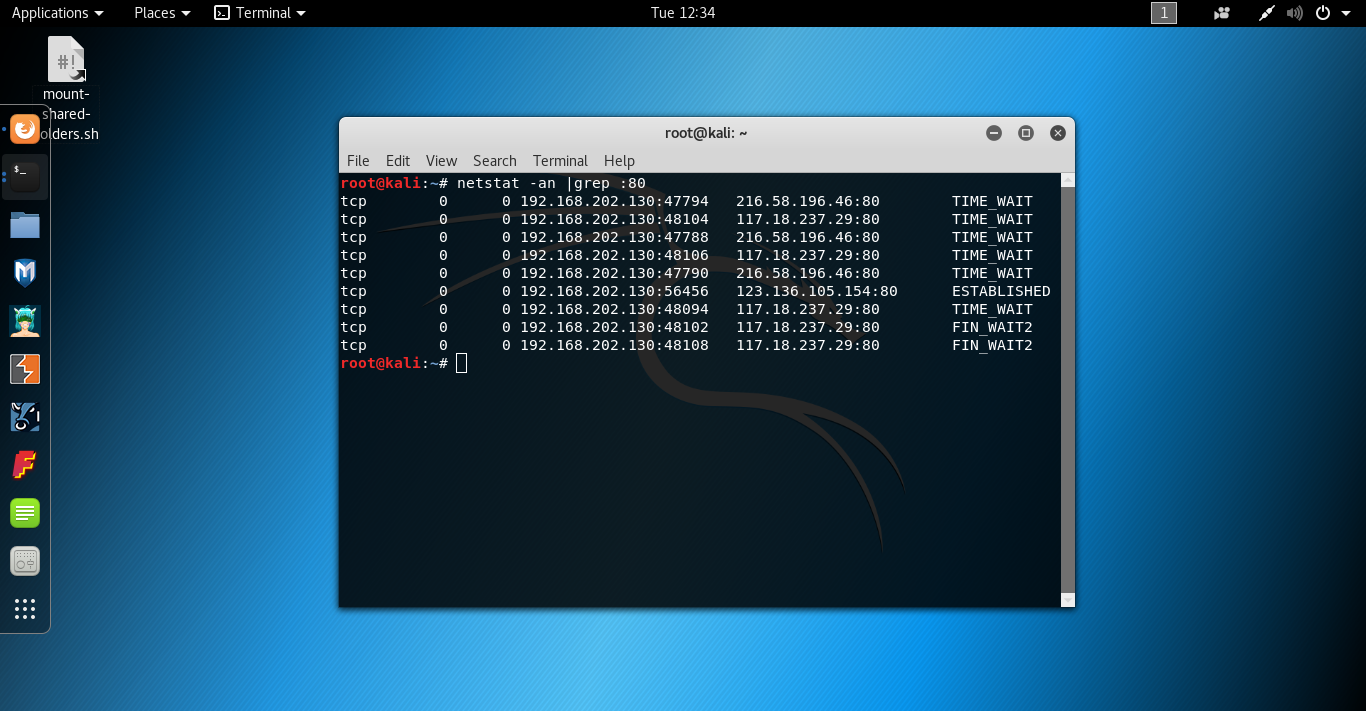 Applications Places Terminal Tue 12:34 1
#!
mount-
shared-
olders.sh
root@kali: ~
File Edit View Search Terminal Help
root@kali:~# netstat -an |grep :80
tcp 0 0 192.168.202.130:47794 216.58.196.46:80 TIME_WAIT
tcp 0 0 192.168.202.130:48104 117.18.237.29:80 TIME_WAIT
tcp 0 0 192.168.202.130:47788 216.58.196.46:80 TIME_WAIT
tcp 0 0 192.168.202.130:48106 117.18.237.29:80 TIME_WAIT
tcp 0 0 192.168.202.130:47790 216.58.196.46:80 TIME_WAIT
tcp 0 0 192.168.202.130:56456 123.136.105.154:80 ESTABLISHED
tcp 0 0 192.168.202.130:48094 117.18.237.29:80 TIME_WAIT
tcp 0 0 192.168.202.130:48102 117.18.237.29:80 FIN_WAIT2
tcp 0 0 192.168.202.130:48108 117.18.237.29:80 FIN_WAIT2
root@kali:~#